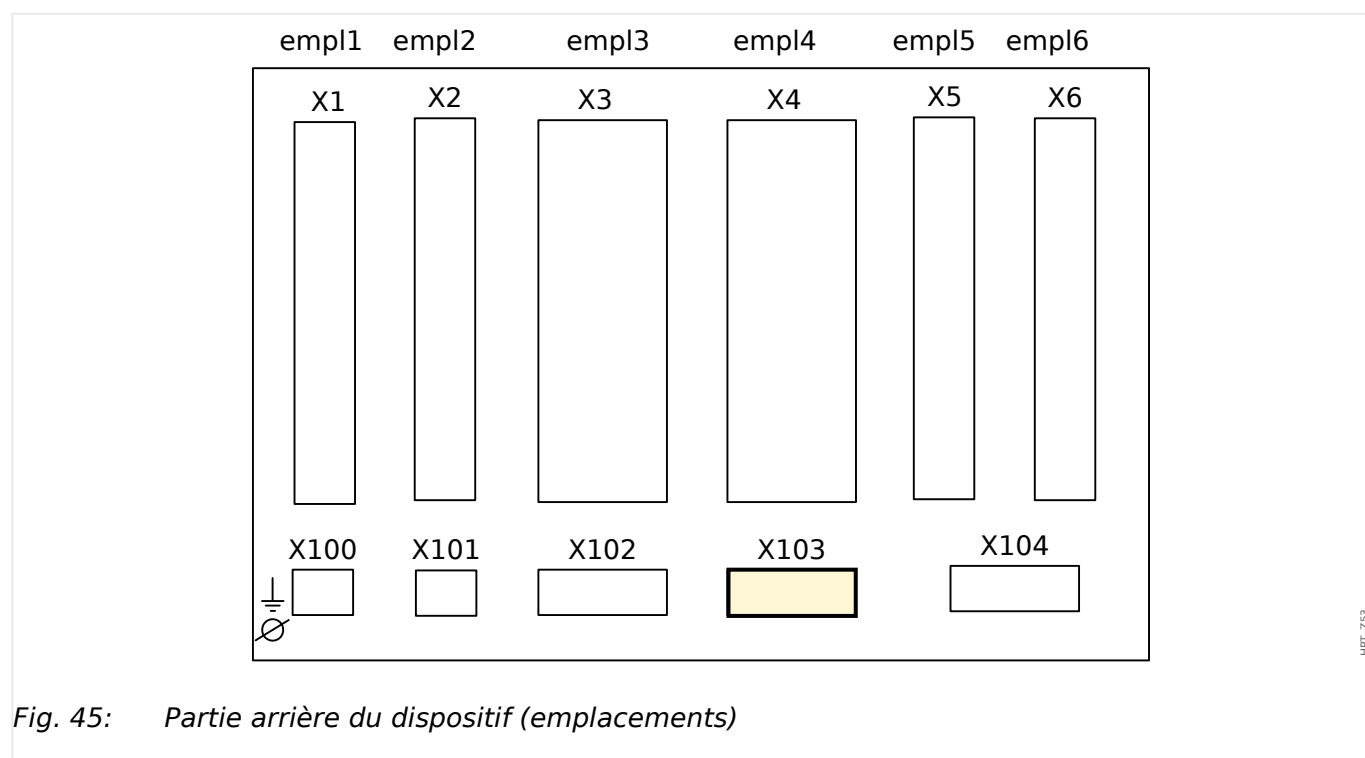 empl1 empl2 empl3 empl4 empl5 empl6
X1 X2 X3 X4 X5 X6
X100 X101 X102 X103 X104
HPT_Z53
Fig. 45: Partie arrière du dispositif (emplacements)